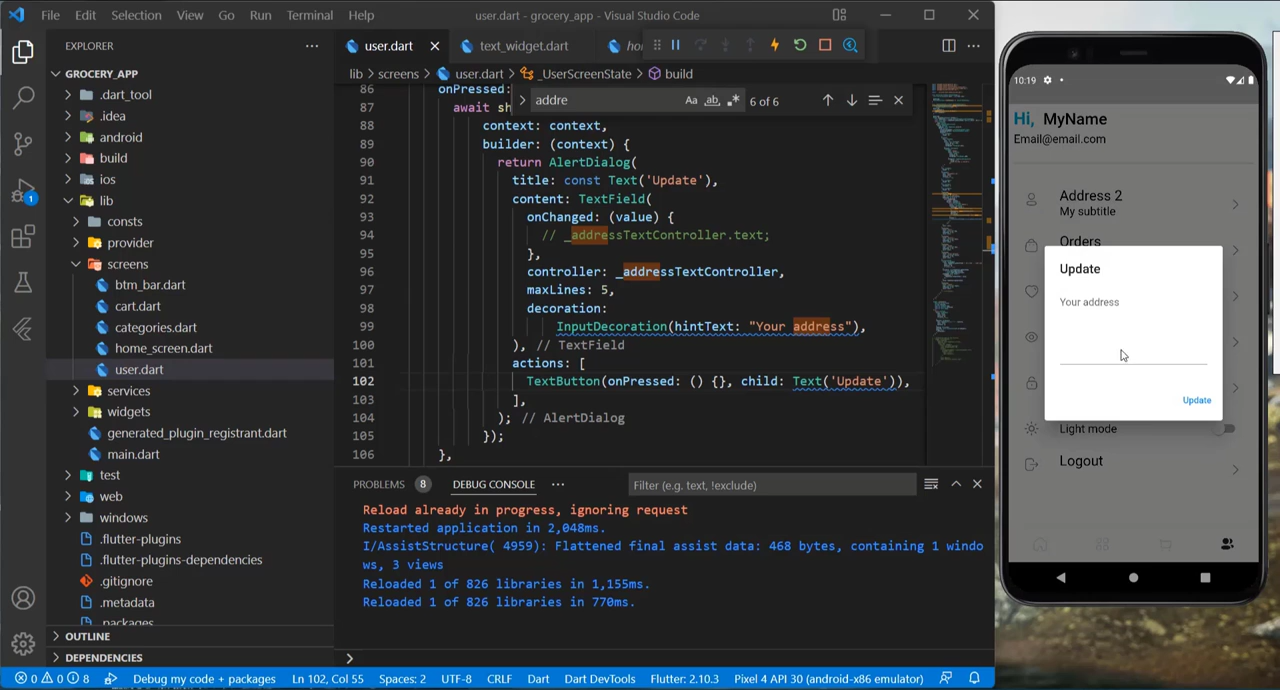 File Edit Selection View Go Run Terminal Help
user.dart - grocery_app - Visual Studio Code
EXPLORER
GROCERY_APP
.dart_tool
.idea
android
build
ios
lib
consts
provider
screens
btm_bar.dart
cart.dart
categories.dart
home_screen.dart
user.dart
services
widgets
generated_plugin_registrant.dart
main.dart
test
web
windows
.flutter-plugins
.flutter-plugins-dependencies
.gitignore
.metadata
.packages
OUTLINE
DEPENDENCIES
1
user.dart
text_widget.dart
lib > screens > user.dart > _UserScreenState > build
addre
Aa ab .*
6 of 6
86 onPressed:
87 await sh
88 context: context,
89 builder: (context) {
90 return AlertDialog(
91 title: const Text('Update'),
92 content: TextField(
93 onChanged: (value) {
94 // _addressTextController.text;
95 },
96 controller: _addressTextController,
97 maxLines: 5,
98 decoration:
99 InputDecoration(hintText: "Your address"),
100 ), // TextField
101 actions: [
102 TextButton(onPressed: () {}, child: Text('Update')),
103 ],
104 ); // AlertDialog
105 });
106 },
PROBLEMS 8 DEBUG CONSOLE
Filter (e.g. text, !exclude)
Reload already in progress, ignoring request
Restarted application in 2,048ms.
I/AssistStructure( 4959): Flattened final assist data: 468 bytes, containing 1 windo
ws, 3 views
Reloaded 1 of 826 libraries in 1,155ms.
Reloaded 1 of 826 libraries in 770ms.
0 0 8 Debug my code + packages Ln 102, Col 55 Spaces: 2 UTF-8 CRLF Dart Dart DevTools Flutter: 2.10.3 Pixel 4 API 30 (android-x86 emulator)
10:19
Hi, MyName
Email@email.com
Address 2
My subtitle
Orders
Update
Your address
Update
Light mode
Logout